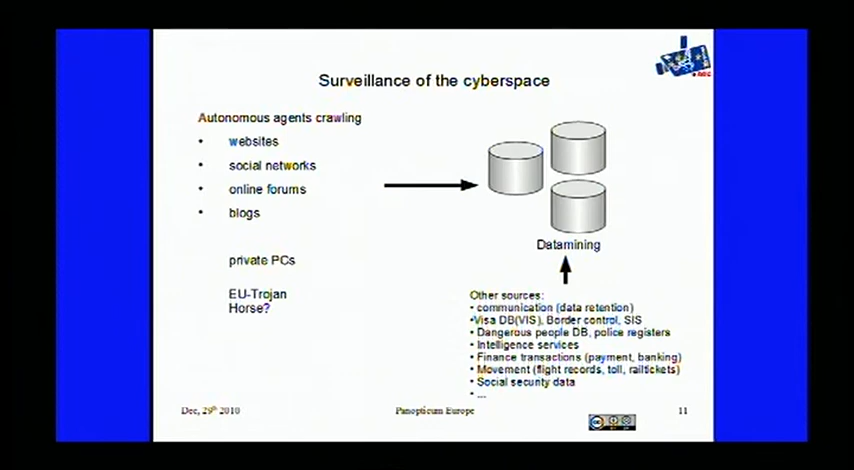 Surveillance of the cyberspace
Autonomous agents crawling
• websites
• social networks
• online forums
• blogs
private PCs
EU-Trojan
Horse?
Datamining
Other sources:
• communication (data retention)
•Visa DB(VIS), Border control, SIS
• Dangerous people DB, police registers
• Intelligence services
• Finance transactions (payment, banking)
• Movement (flight records, toll, railtickets)
• Social security data
• ...
Dec, 29th 2010
Panopticum Europe
11